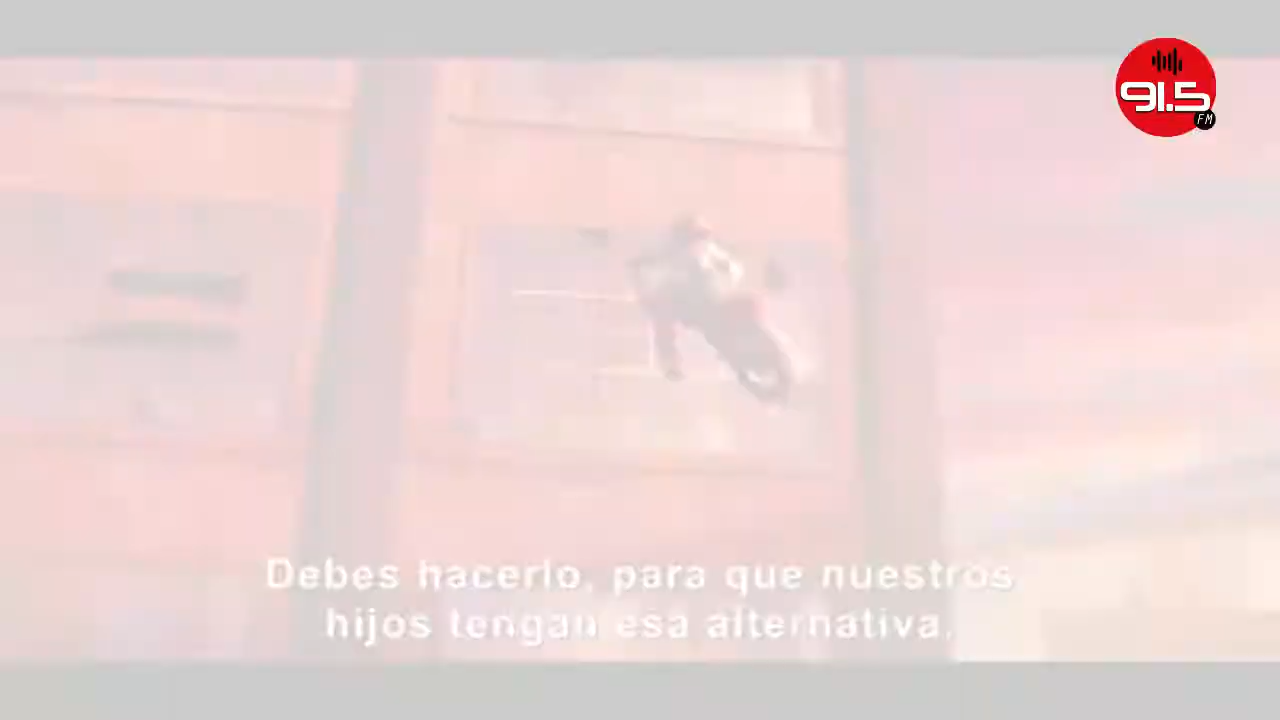 91.5
FM
Debes hacerlo, para que nuestros
hijos tengan esa alternativa.